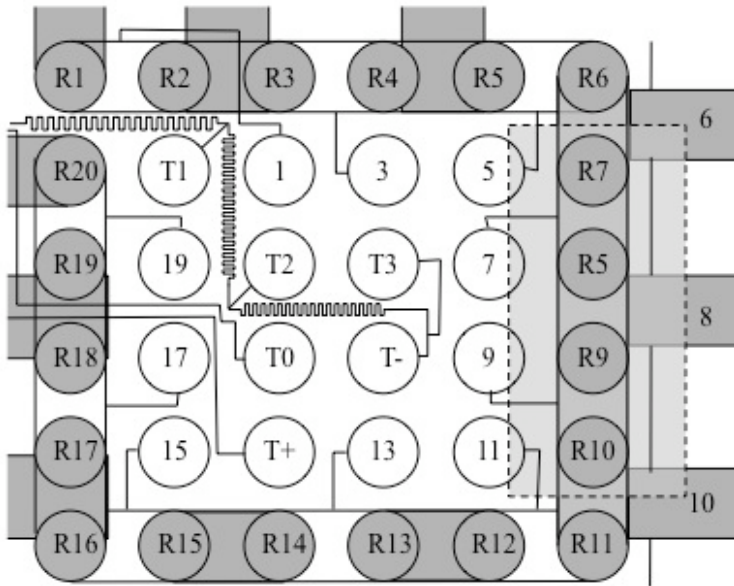 R1 R2 R3 R4 R5 R6
6
R20 T1 1 3 5 R7
R19 19 T2 T3 7 R5
8
R18 17 T0 T- 9 R9
R17 15 T+ 13 11 R10
10
R16 R15 R14 R13 R12 R11